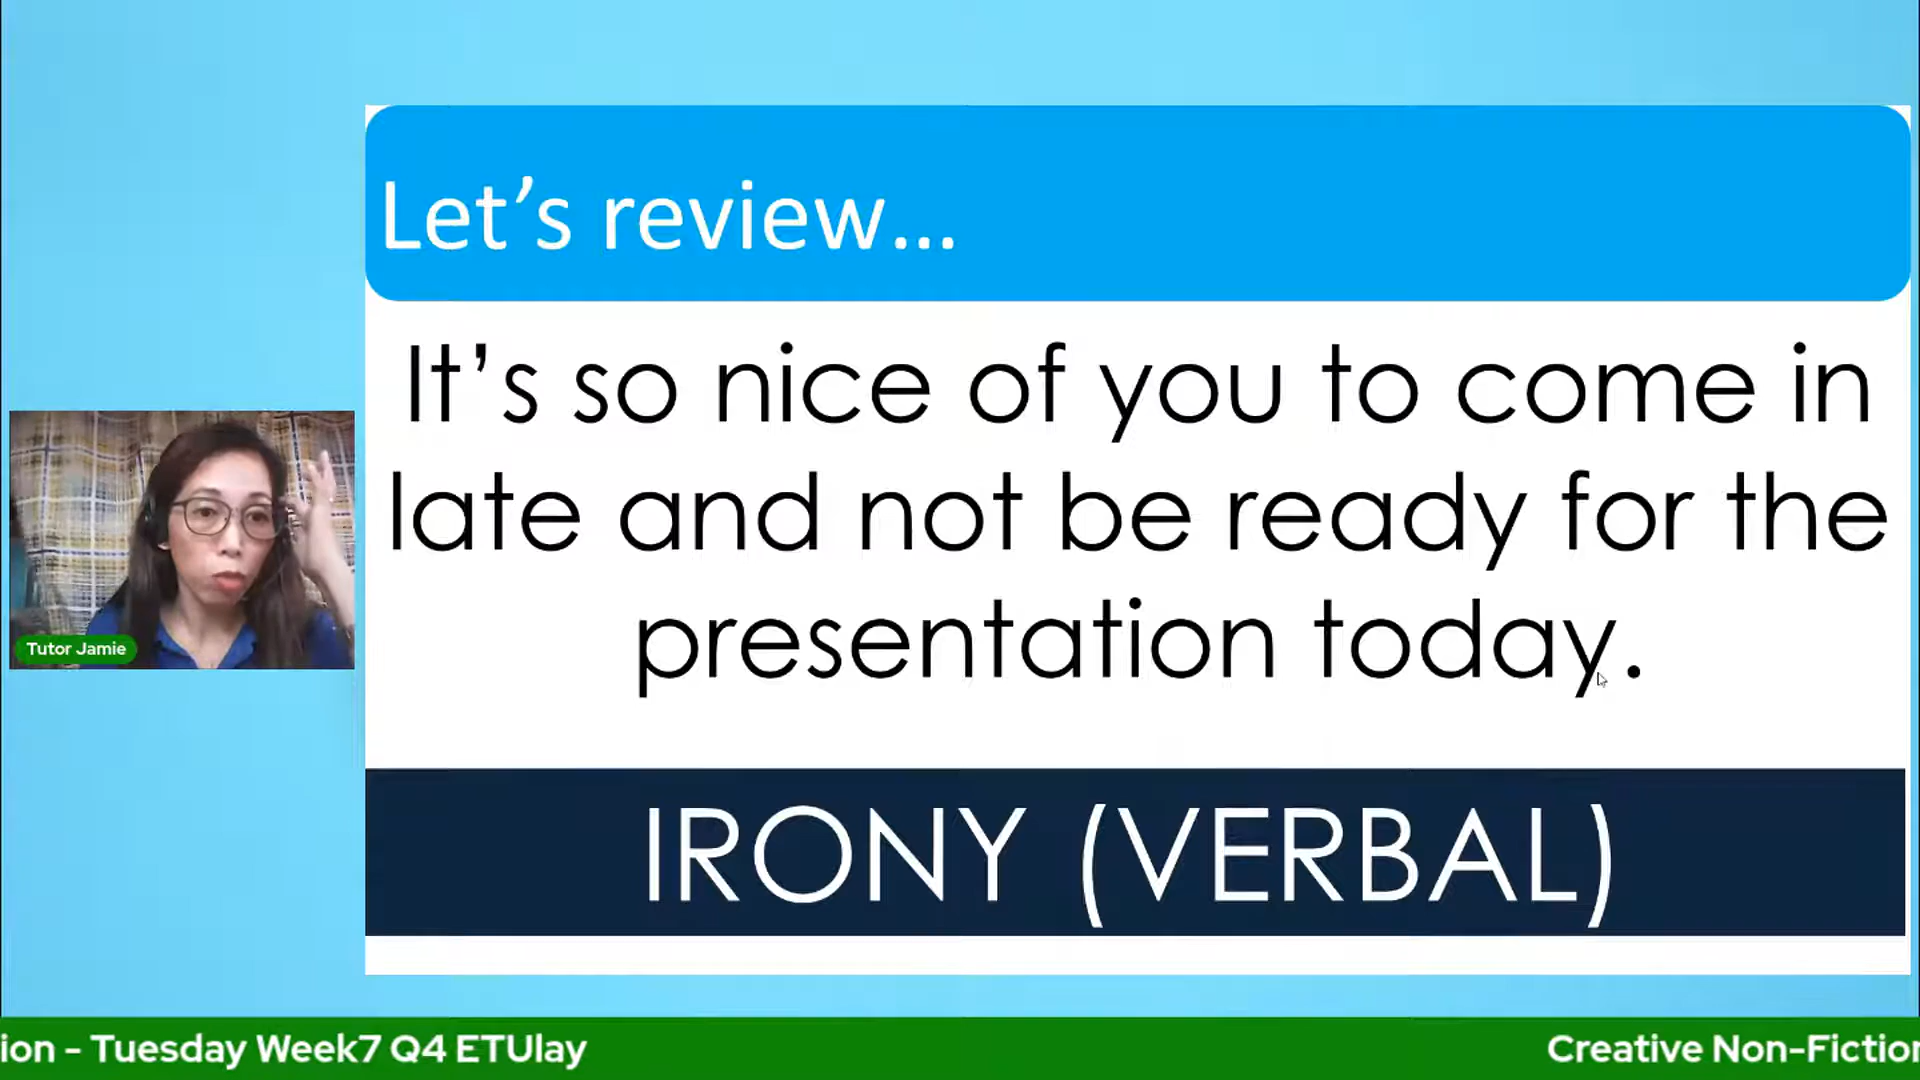 Let's review...
It's so nice of you to come in
late and not be ready for the
presentation today.
IRONY (VERBAL)
Tutor Jamie
ion - Tuesday Week7 Q4 ETUlay
Creative Non-Fiction